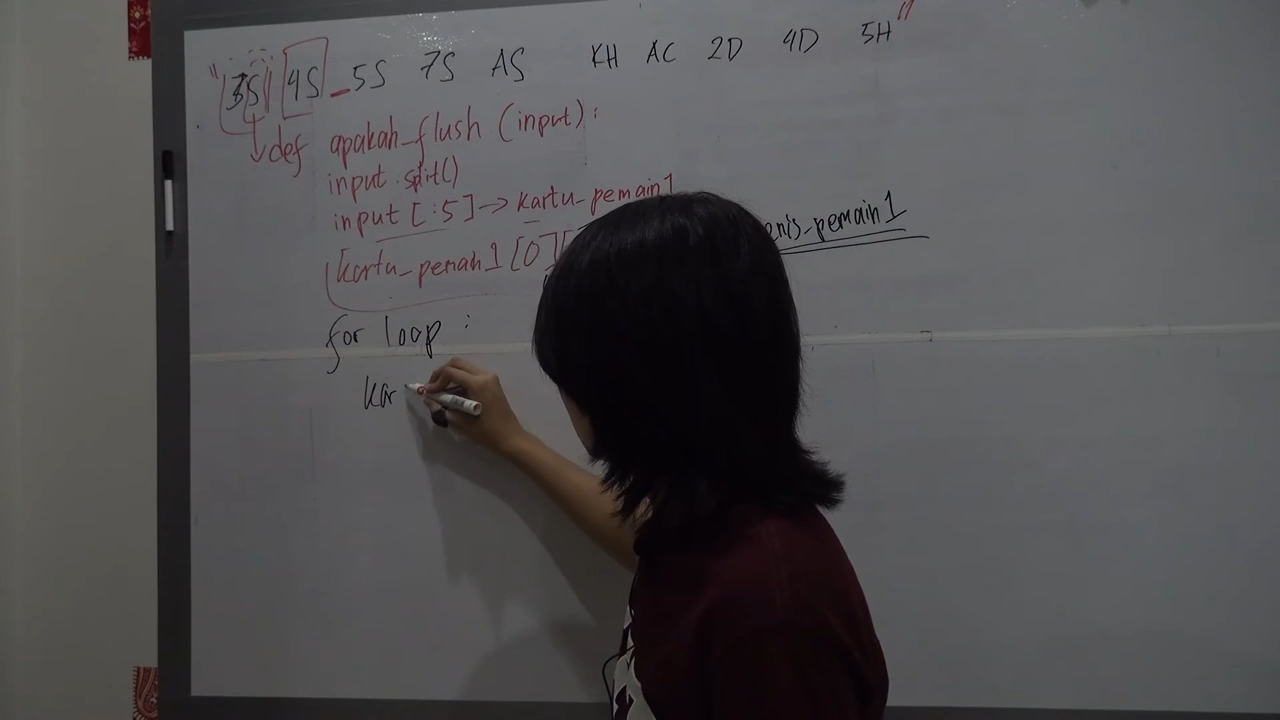 "3S 4S _ 5S 7S AS KH AC 2D 4D 5H"
def apakah_flush (input):
input.split()
input [:5] → kartu_pemain1
enis_pemain1
kartu_pemain1 [0][
for loop :
kar